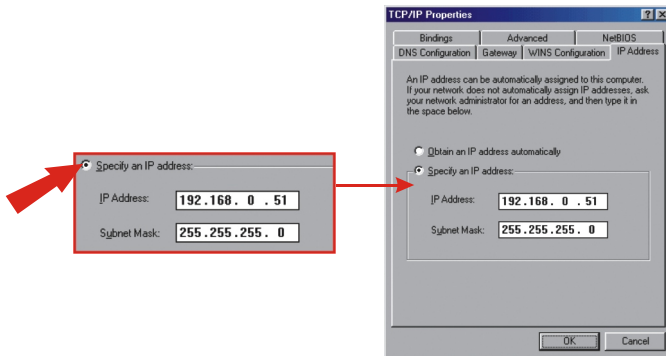 Specify an IP address:
IP Address: 192.168. 0 . 51
Subnet Mask: 255.255.255. 0
TCP/IP Properties
Bindings Advanced NetBIOS
DNS Configuration Gateway WINS Configuration IP Address
An IP address can be automatically assigned to this computer.
If your network does not automatically assign IP addresses, ask
your network administrator for an address, and then type it in
the space below.
Obtain an IP address automatically
Specify an IP address:
IP Address: 192.168. 0 . 51
Subnet Mask: 255.255.255. 0
OK Cancel